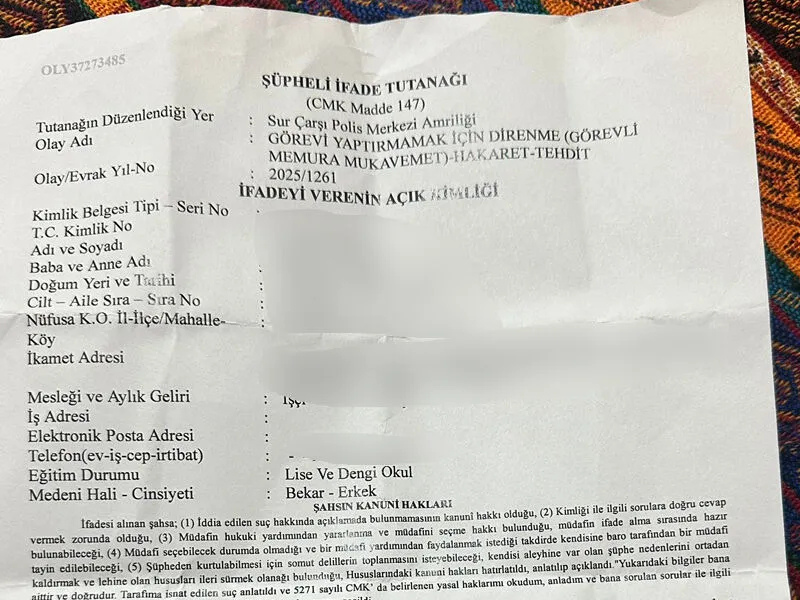 OLY37273485
ŞÜPHELİ İFADE TUTANAĞI
(CMK Madde 147)
Tutanağın Düzenlendiği Yer : Sur Çarşı Polis Merkezi Amriliği
Olay Adı : GÖREVİ YAPTIRMAMAK İÇİN DİRENME (GÖREVLİ
MEMURA MUKAVEMET)-HAKARET-TEHDİT
Olay/Evrak Yıl-No : 2025/1261
İFADEYİ VERENİN AÇIK KİMLİĞİ
Kimlik Belgesi Tipi – Seri No :
T.C. Kimlik No
Adı ve Soyadı
Baba ve Anne Adı :
Doğum Yeri ve Tarihi :
Cilt – Aile Sıra – Sıra No :
Nüfusa K.O. İl-İlçe/Mahalle- :
Köy
İkamet Adresi
Mesleği ve Aylık Geliri : İşçi
İş Adresi :
Elektronik Posta Adresi :
Telefon(ev-iş-cep-irtibat) : -
Eğitim Durumu : Lise Ve Dengi Okul
Medeni Hali - Cinsiyeti : Bekar - Erkek
ŞAHSIN KANUNİ HAKLARI
İfadesi alınan şahsa; (1) İddia edilen suç hakkında açıklamada bulunmamasının kanunî hakkı olduğu, (2) Kimliği ile ilgili sorulara doğru cevap
vermek zorunda olduğu, (3) Müdafin hukuki yardımından yararlanma ve müdafini seçme hakkı bulunduğu, müdafin ifade alma sırasında hazır
bulunabileceği, (4) Müdafi seçebilecek durumda olmadığı ve bir müdafi yardımından faydalanmak istediği takdirde kendisine baro tarafından bir müdafi
tayin edilebileceği, (5) Şüpheden kurtulabilmesi için somut delillerin toplanmasını isteyebileceği, kendisi aleyhine var olan şüphe nedenlerini ortadan
kaldırmak ve lehine olan hususları ileri sürmek olanağı bulunduğu, Hususlarındaki kanuni hakları hatırlatıldı, anlatılıp açıklandı."Yukarıdaki bilgiler bana
aittir ve doğrudur. Tarafıma isnat edilen suç anlatıldı ve 5271 sayılı CMK' da belirlenen yasal haklarımı okudum, anladım ve bana sorulan sorular ile ilgili